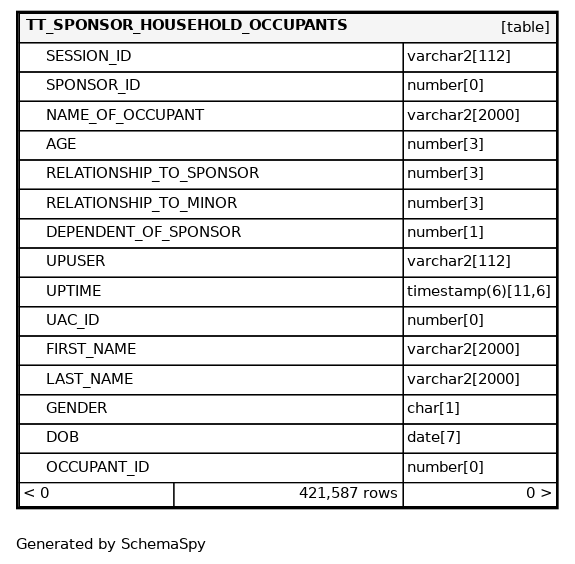 TT_SPONSOR_HOUSEHOLD_OCCUPANTS [table]
SESSION_ID varchar2[112]
SPONSOR_ID number[0]
NAME_OF_OCCUPANT varchar2[2000]
AGE number[3]
RELATIONSHIP_TO_SPONSOR number[3]
RELATIONSHIP_TO_MINOR number[3]
DEPENDENT_OF_SPONSOR number[1]
UPUSER varchar2[112]
UPTIME timestamp(6)[11,6]
UAC_ID number[0]
FIRST_NAME varchar2[2000]
LAST_NAME varchar2[2000]
GENDER char[1]
DOB date[7]
OCCUPANT_ID number[0]
< 0 421,587 rows 0 >
Generated by SchemaSpy